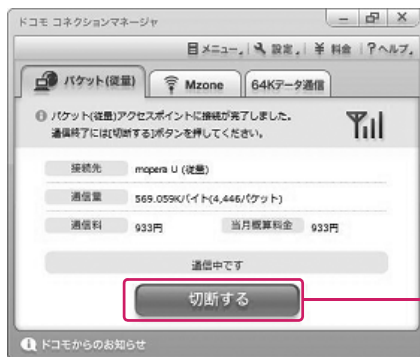 ドコモ コネクションマネージャ
メニュー 設定 ¥ 料金 ? ヘルプ
パケット(従量) Mzone 64Kデータ通信
パケット(従量)アクセスポイントに接続が完了しました。
通信終了には[切断する]ボタンを押してください。
接続先 mopera U (従量)
通信量 569.059Kバイト(4,446パケット)
通信料 933円 当月概算料金 933円
通信中です
切断する
ドコモからのお知らせ